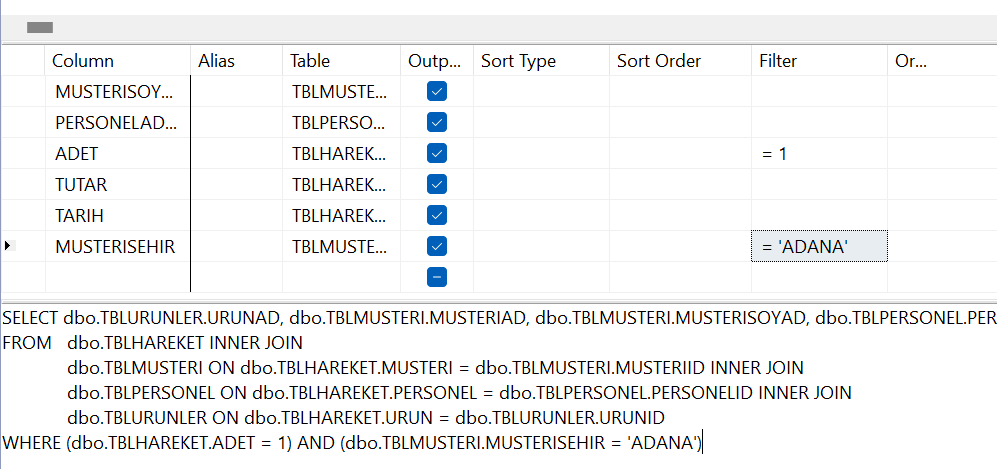 Column Alias Table Outp... Sort Type Sort Order Filter Or...
MUSTERISOY... TBLMUSTE...
PERSONELAD... TBLPERSO...
ADET TBLHAREK... = 1
TUTAR TBLHAREK...
TARIH TBLHAREK...
MUSTERISEHIR TBLMUSTE... = 'ADANA'
SELECT dbo.TBLURUNLER.URUNAD, dbo.TBLMUSTERI.MUSTERIAD, dbo.TBLMUSTERI.MUSTERISOYAD, dbo.TBLPERSONEL.PER
FROM dbo.TBLHAREKET INNER JOIN
dbo.TBLMUSTERI ON dbo.TBLHAREKET.MUSTERI = dbo.TBLMUSTERI.MUSTERIID INNER JOIN
dbo.TBLPERSONEL ON dbo.TBLHAREKET.PERSONEL = dbo.TBLPERSONEL.PERSONELID INNER JOIN
dbo.TBLURUNLER ON dbo.TBLHAREKET.URUN = dbo.TBLURUNLER.URUNID
WHERE (dbo.TBLHAREKET.ADET = 1) AND (dbo.TBLMUSTERI.MUSTERISEHIR = 'ADANA')